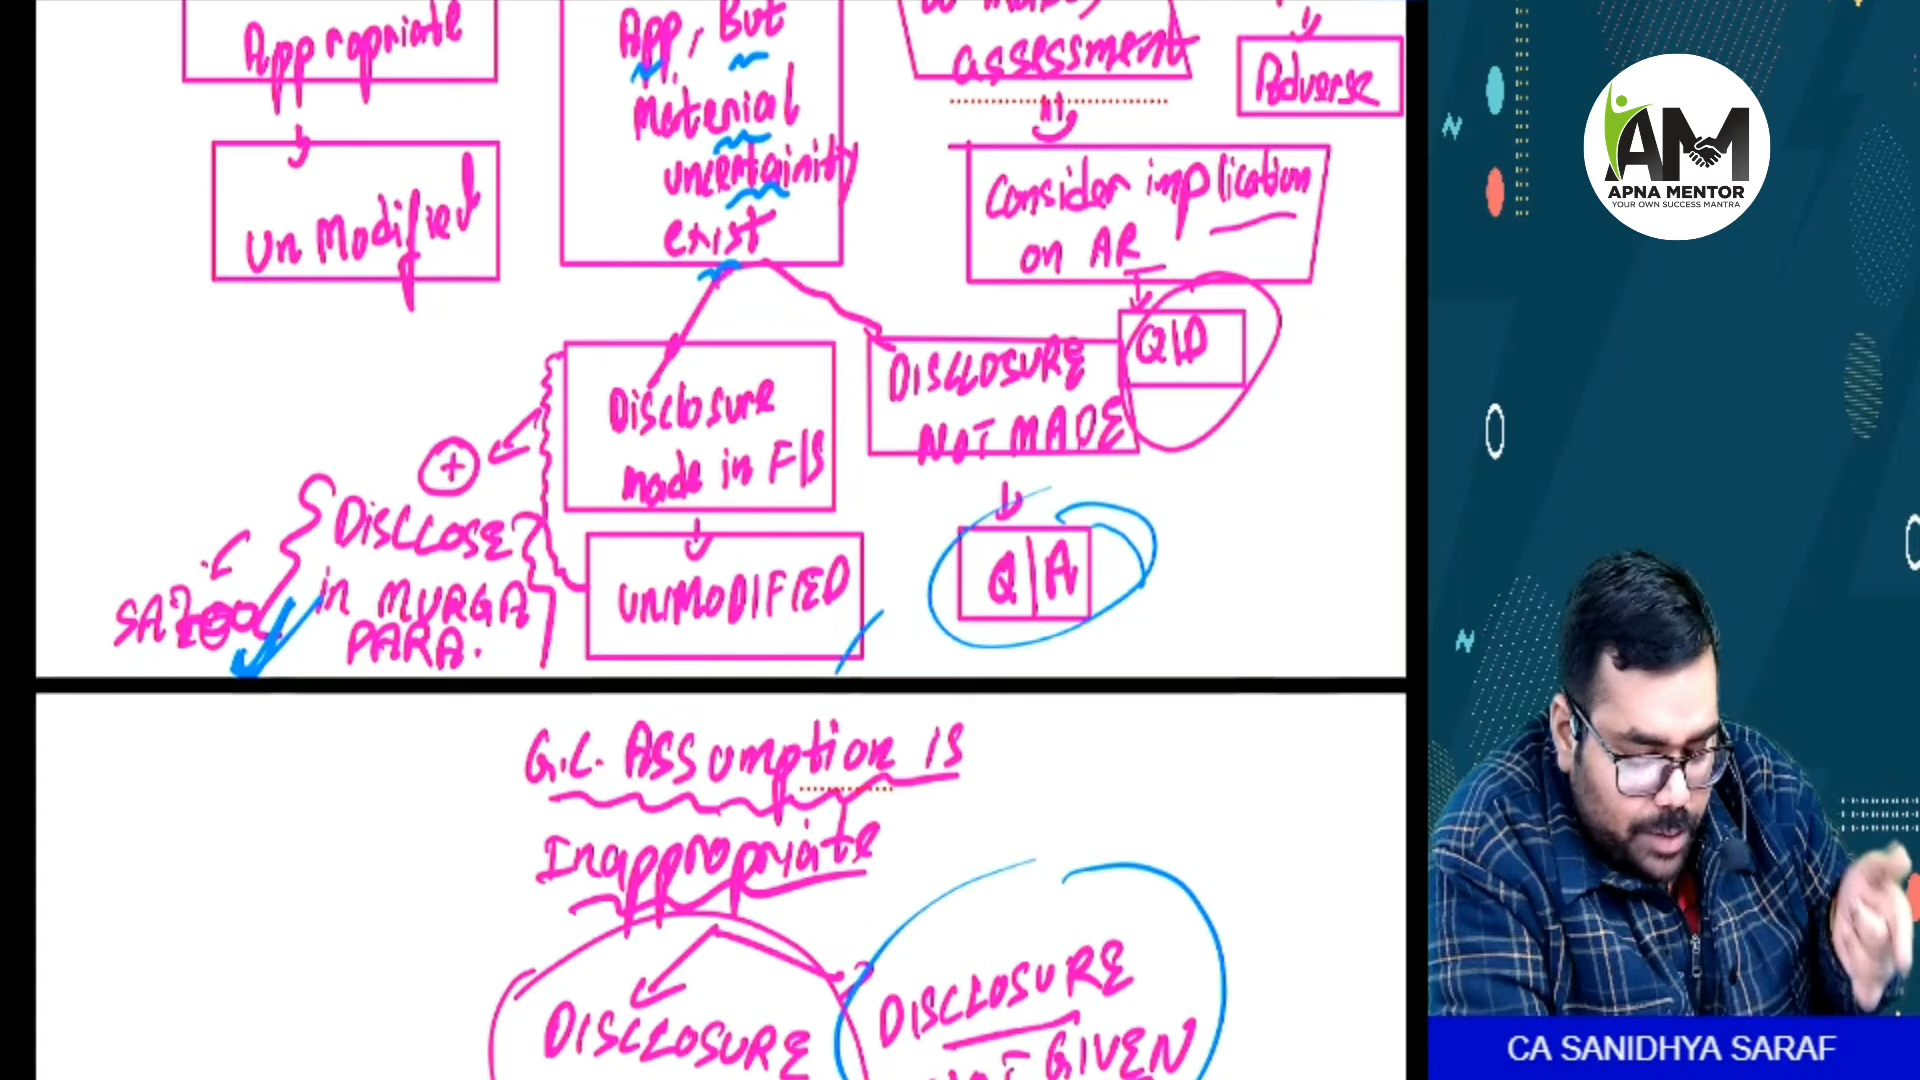 Appropriate
Un Modified
App, But
Material
uncertainity
exist
assessment
Adverse
Consider implication
on AR
Q|D
Disclosure
made in F/S
DISCLOSURE
NOT MADE
+
DISCLOSE
in MURGA
PARA.
UNMODIFIED
Q|A
G.C. Assumption is
Inappropriate
DISCLOSURE
DISCLOSURE
NOT GIVEN
AM
APNA MENTOR
YOUR OWN SUCCESS MANTRA
CA SANIDHYA SARAF